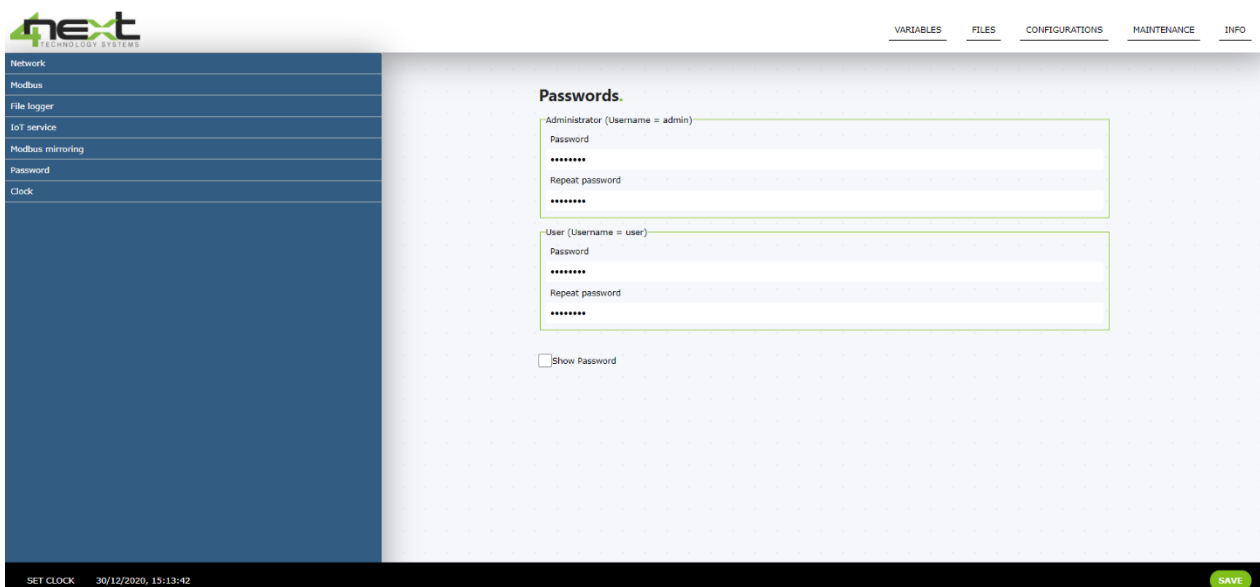 4next
TECHNOLOGY SYSTEMS
VARIABLES FILES CONFIGURATIONS MAINTENANCE INFO
Network
Modbus
File logger
IoT service
Modbus mirroring
Password
Clock
Passwords.
Administrator (Username = admin)
Password
••••••••
Repeat password
••••••••
User (Username = user)
Password
••••••••
Repeat password
••••••••
Show Password
SET CLOCK 30/12/2020, 15:13:42
SAVE